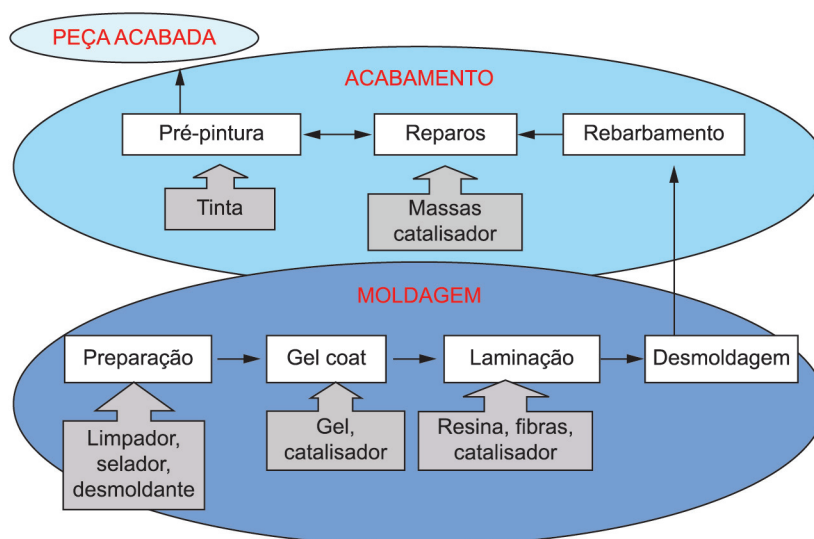 PEÇA ACABADA
ACABAMENTO
Pré-pintura
Reparos
Rebarbamento
Tinta
Massas
catalisador
MOLDAGEM
Preparação
Gel coat
Laminação
Desmoldagem
Limpador,
selador,
desmoldante
Gel,
catalisador
Resina, fibras,
catalisador